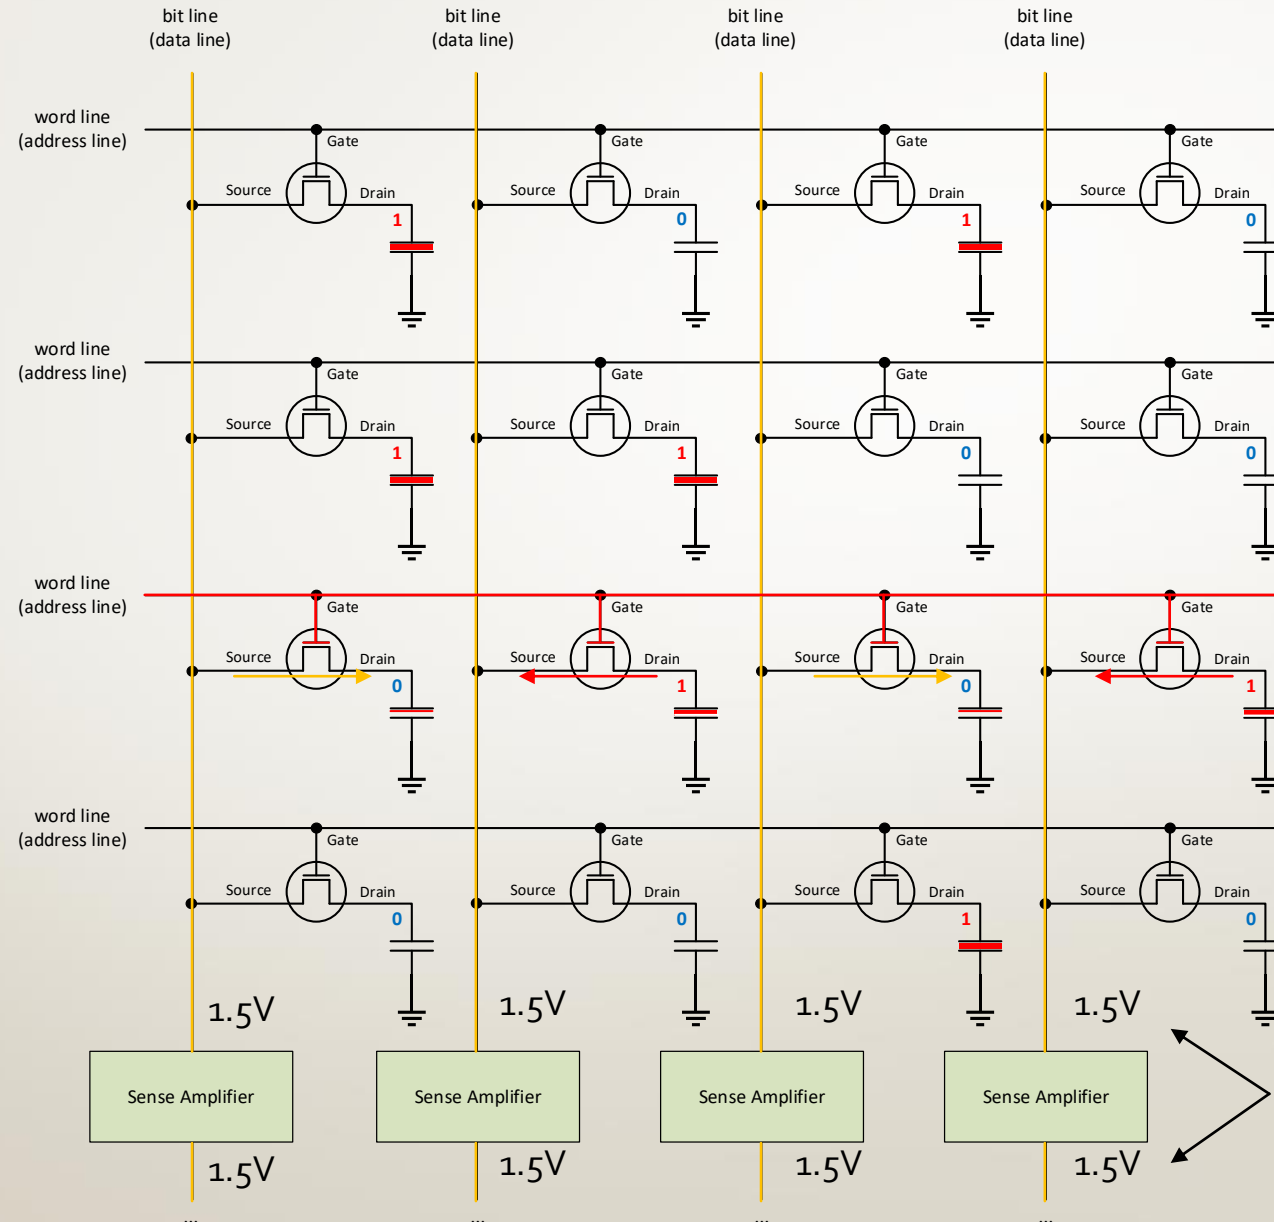 bit line bit line bit line bit line
(data line) (data line) (data line) (data line)
word line
(address line)
Gate Gate Gate Gate
Source Drain Source Drain Source Drain Source Drain
1 0 1 0
word line
(address line)
Gate Gate Gate Gate
Source Drain Source Drain Source Drain Source Drain
1 1 0 0
word line
(address line)
Gate Gate Gate Gate
Source Drain Source Drain Source Drain Source Drain
0 1 0 1
word line
(address line)
Gate Gate Gate Gate
Source Drain Source Drain Source Drain Source Drain
0 0 1 0
1.5V 1.5V 1.5V 1.5V
Sense Amplifier Sense Amplifier Sense Amplifier Sense Amplifier
1.5V 1.5V 1.5V 1.5V
... ... ... ...